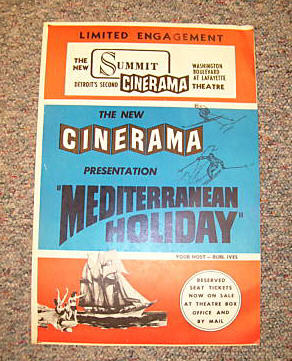 LIMITED ENGAGEMENT
THE NEW SUMMIT CINERAMA THEATRE
DETROIT'S SECOND
WASHINGTON
BOULEVARD
AT LAFAYETTE
THE NEW
CINERAMA
PRESENTATION
"MEDITERRANEAN
HOLIDAY"
YOUR HOST - BURL IVES
RESERVED
SEAT TICKETS
NOW ON SALE
AT THEATRE BOX
OFFICE AND
BY MAIL